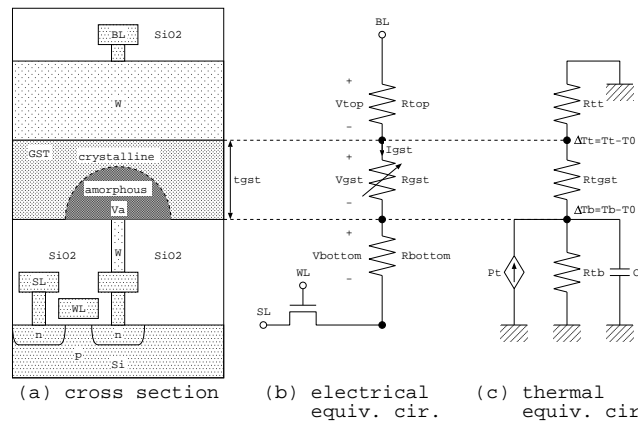 BL SiO2
W
GST crystalline
amorphous
Va
tgst
SiO2 W SiO2
SL
WL
n n
p
Si
(a) cross section
BL
+
Vtop Rtop
-
Igst
+
Vgst Rgst
-
+
Vbottom Rbottom
-
WL
SL
(b) electrical
equiv. cir.
Rtt
ΔTt=Tt-T0
Rtgst
ΔTb=Tb-T0
Pt Rtb C
(c) thermal
equiv. cir